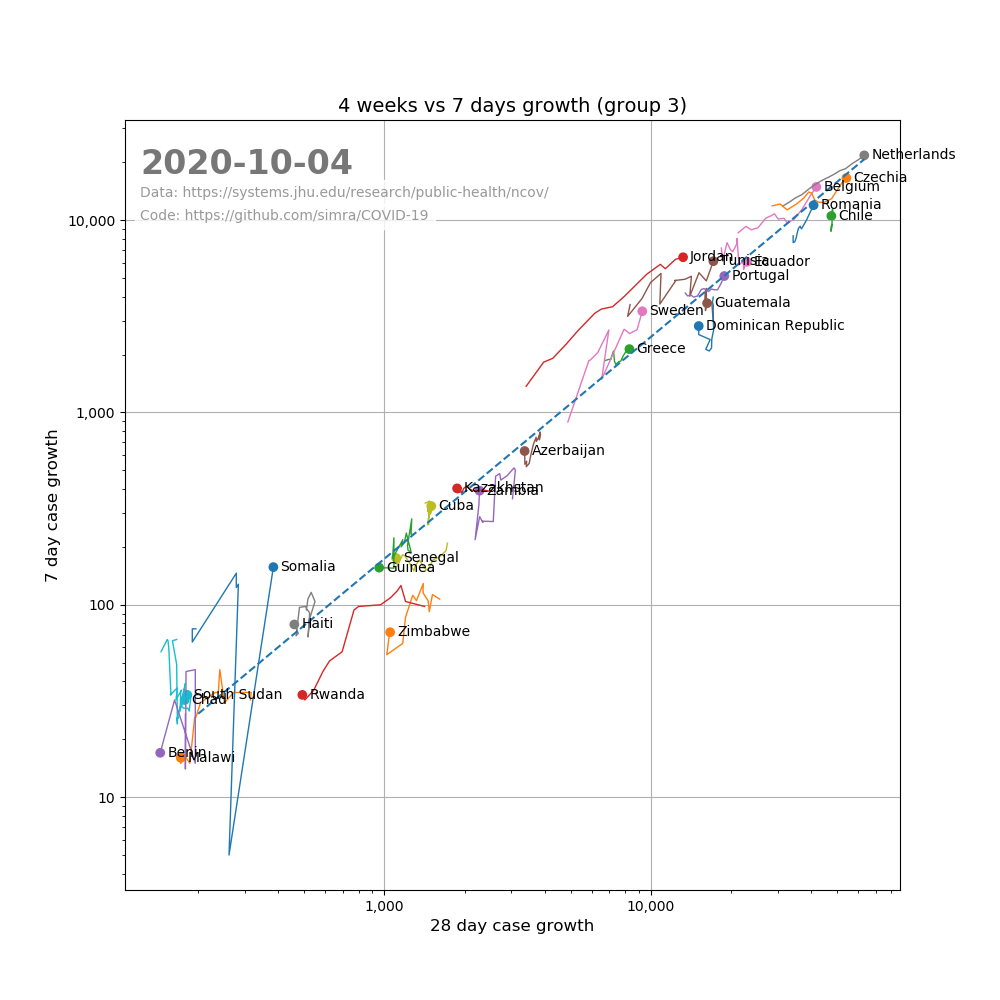 4 weeks vs 7 days growth (group 3)
2020-10-04
Data: https://systems.jhu.edu/research/public-health/ncov/
Code: https://github.com/simra/COVID-19
Netherlands
Czechia
Belgium
Romania
Chile
10,000
Jordan
Tunisia
Ecuador
Portugal
Guatemala
Sweden
Dominican Republic
Greece
1,000
Azerbaijan
Kazakhstan
Zambia
Cuba
Senegal
Guinea
Somalia
100
Haiti
Zimbabwe
South Sudan
Rwanda
Chad
Benin
Malawi
10
1,000
10,000
28 day case growth
7 day case growth